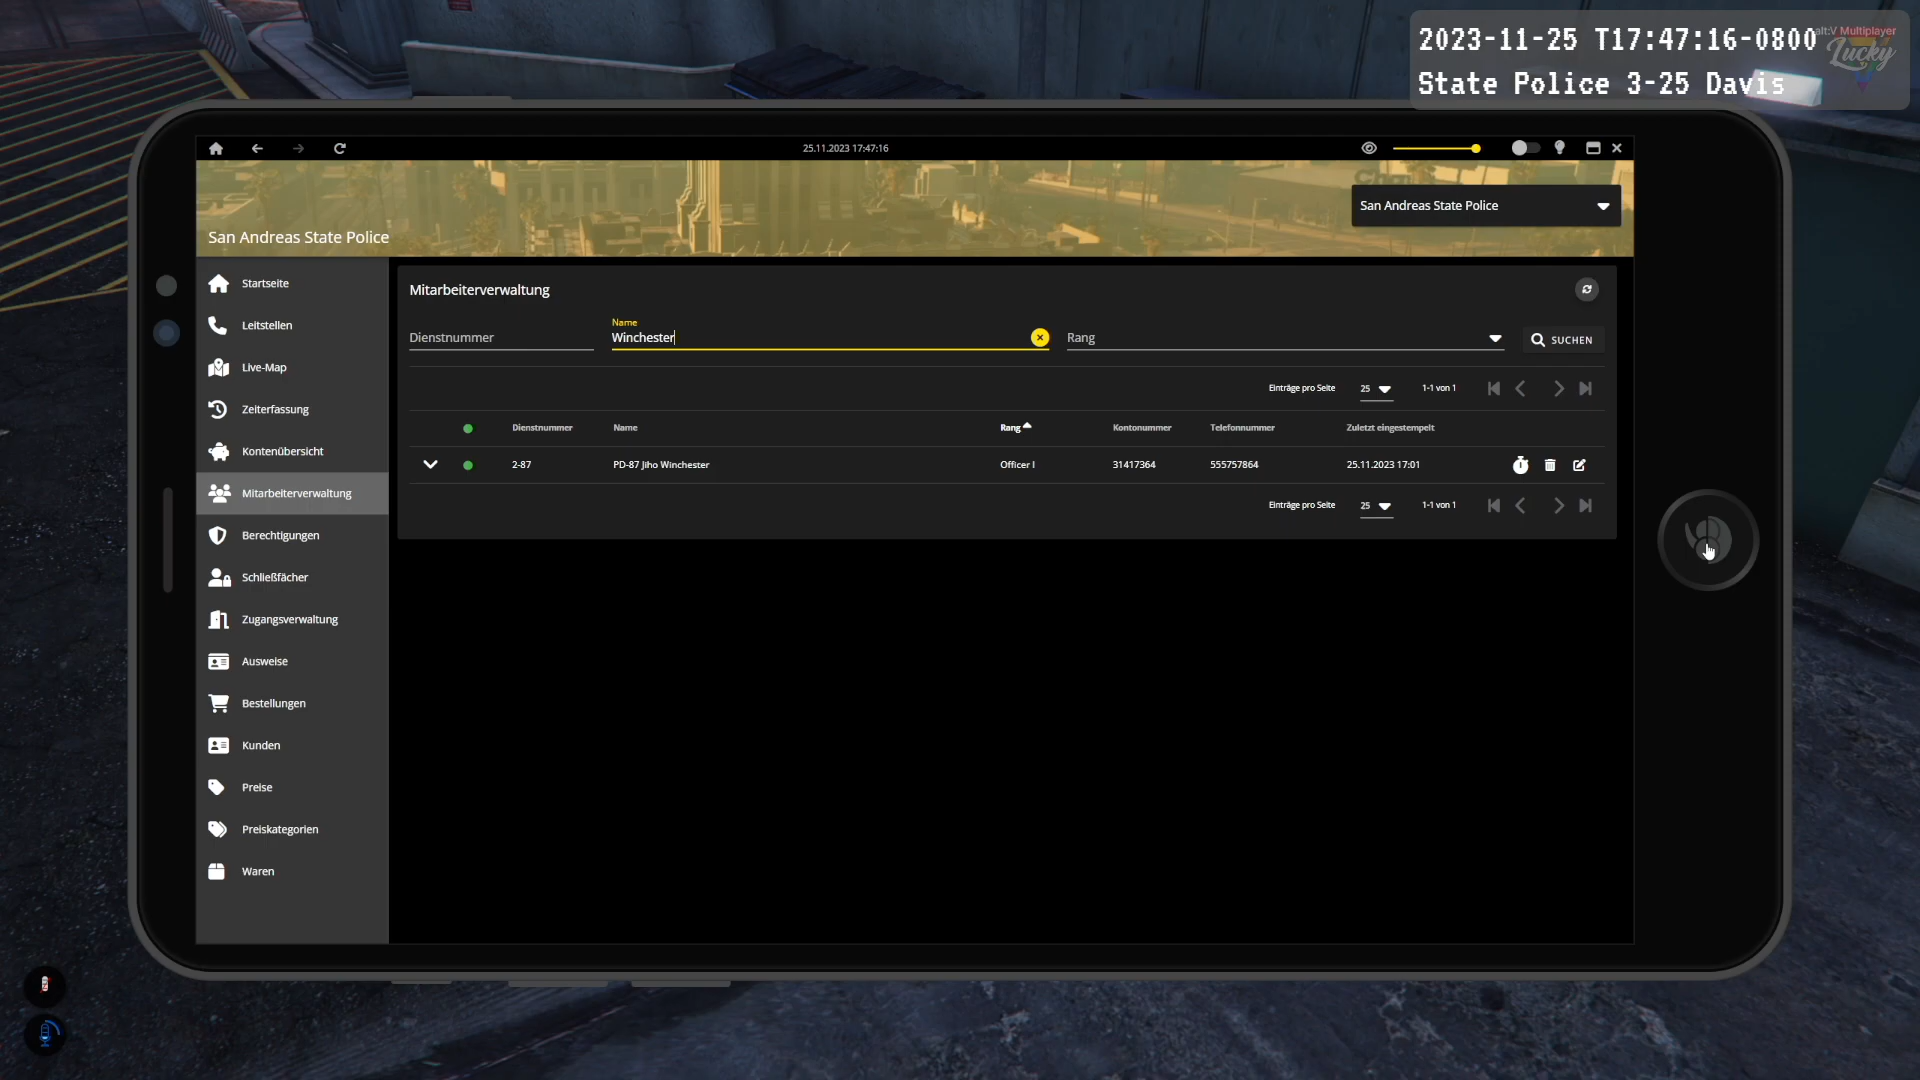 2023-11-25 T17:47:16-0800
State Police 3-25 Davis
alt:V Multiplayer
Lucky
25.11.2023 17:47:16
San Andreas State Police
San Andreas State Police
Startseite
Leitstellen
Live-Map
Zeiterfassung
Kontenübersicht
Mitarbeiterverwaltung
Berechtigungen
Schließfächer
Zugangsverwaltung
Ausweise
Bestellungen
Kunden
Preise
Preiskategorien
Waren
Mitarbeiterverwaltung
Dienstnummer
Name
Winchester
Rang
SUCHEN
Einträge pro Seite 25 1-1 von 1
Dienstnummer Name Rang Kontonummer Telefonnummer Zuletzt eingestempelt
2-87 PD-87 Jiho Winchester Officer I 31417364 555757864 25.11.2023 17:01
Einträge pro Seite 25 1-1 von 1